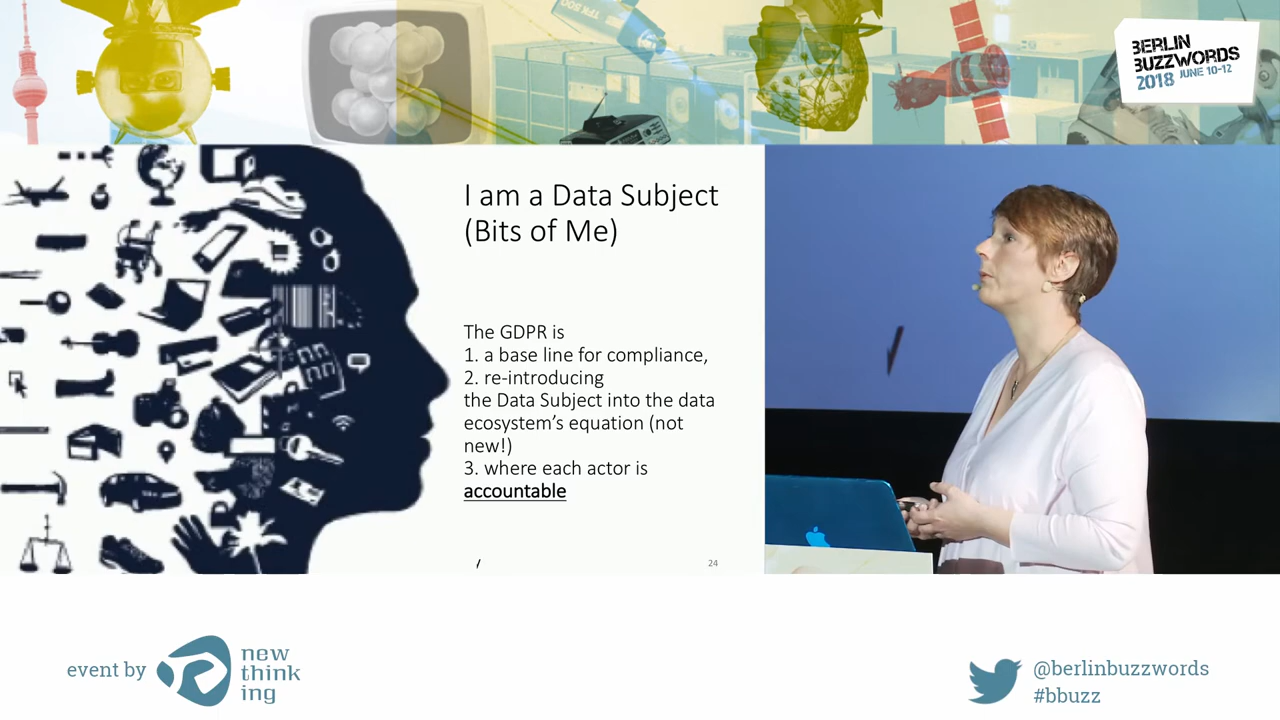 TFK 500
BERLIN
BUZZWORDS
2018 JUNE 10-12
I am a Data Subject
(Bits of Me)
The GDPR is
1. a base line for compliance,
2. re-introducing
the Data Subject into the data
ecosystem’s equation (not
new!)
3. where each actor is
accountable
/
24
event by
new
think
ing
@berlinbuzzwords
#bbuzz